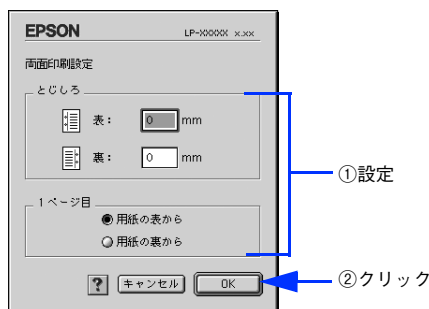 EPSON LP-XXXXX x.xx
両面印刷設定
とじしろ
表： 0 mm
裏： 0 mm
①設定
1ページ目
用紙の表から
用紙の裏から
? キャンセル OK
②クリック